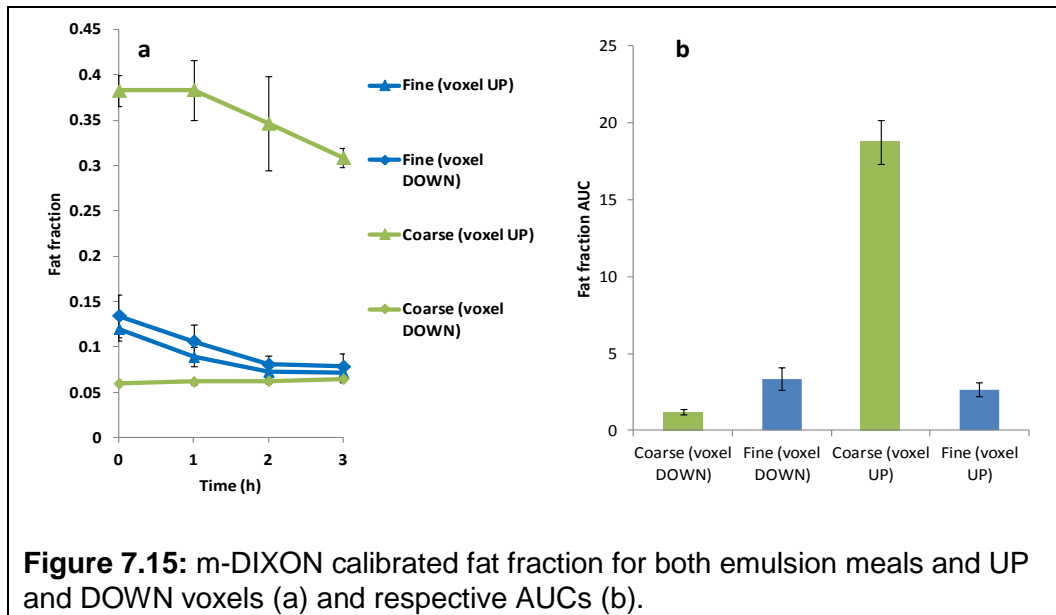 a
0.45
0.4
0.35
0.3
0.25
0.2
0.15
0.1
0.05
0
Fat fraction
0 1 2 3
Time (h)
Fine (voxel UP)
Fine (voxel
DOWN)
Coarse (voxel UP)
Coarse (voxel
DOWN)
b
25
20
15
10
5
0
Fat fraction AUC
Coarse (voxel
DOWN)
Fine (voxel
DOWN)
Coarse (voxel
UP)
Fine (voxel
UP)
Figure 7.15: m-DIXON calibrated fat fraction for both emulsion meals and UP
and DOWN voxels (a) and respective AUCs (b).